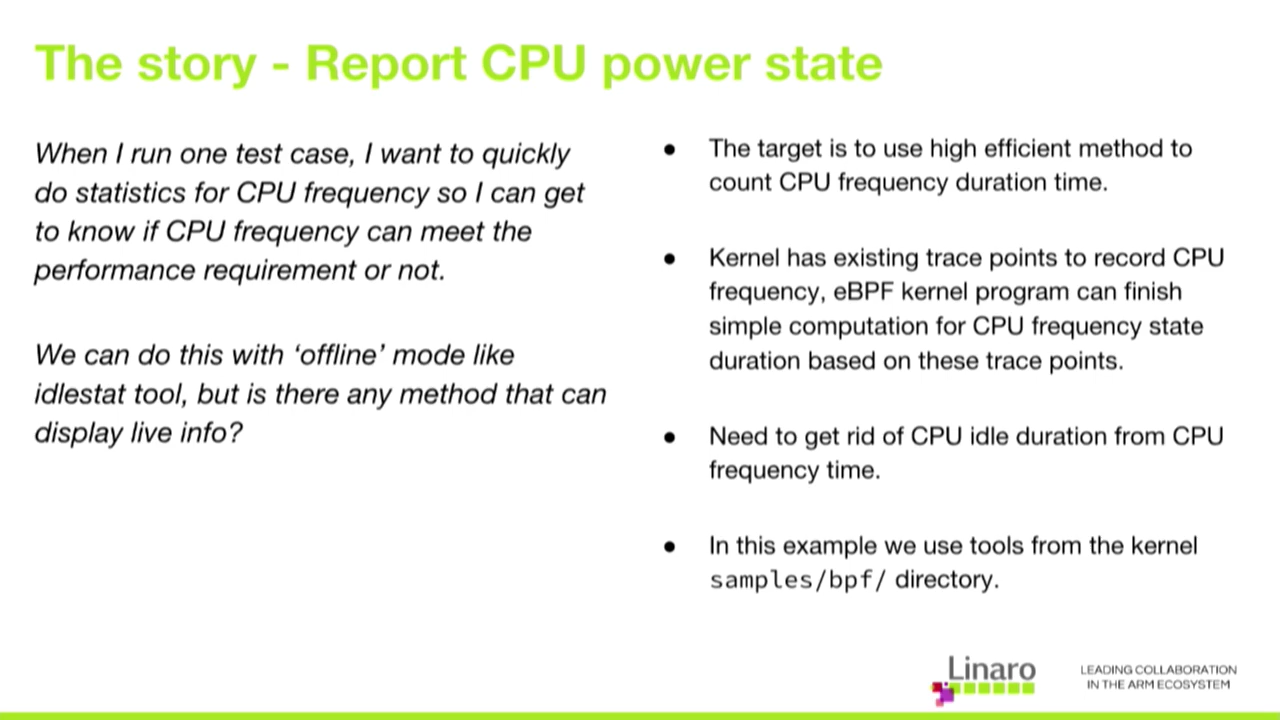 The story - Report CPU power state
When I run one test case, I want to quickly
do statistics for CPU frequency so I can get
to know if CPU frequency can meet the
performance requirement or not.
We can do this with ‘offline’ mode like
idlestat tool, but is there any method that can
display live info?
● The target is to use high efficient method to
count CPU frequency duration time.
● Kernel has existing trace points to record CPU
frequency, eBPF kernel program can finish
simple computation for CPU frequency state
duration based on these trace points.
● Need to get rid of CPU idle duration from CPU
frequency time.
● In this example we use tools from the kernel
samples/bpf/ directory.
Linaro
LEADING COLLABORATION
IN THE ARM ECOSYSTEM